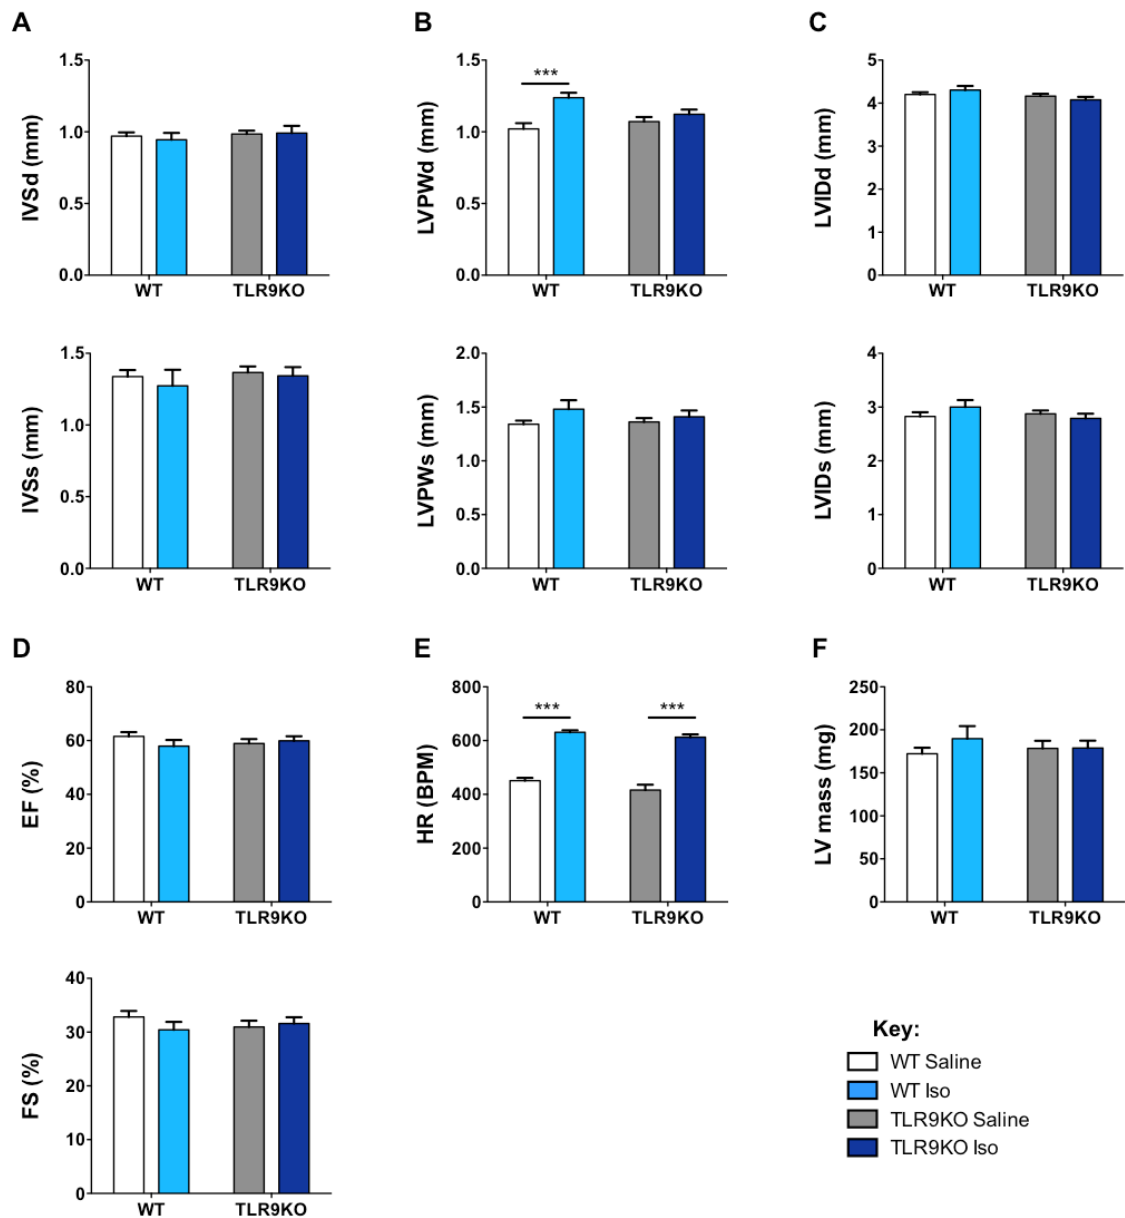 A
IVSd (mm)
1.5
1.0
0.5
0.0
WT TLR9KO
IVSs (mm)
1.5
1.0
0.5
0.0
WT TLR9KO
B
LVPWd (mm)
1.5
1.0
0.5
0.0
***
WT TLR9KO
LVPWs (mm)
2.0
1.5
1.0
0.5
0.0
WT TLR9KO
C
LVIDd (mm)
5
4
3
2
1
0
WT TLR9KO
LVIDs (mm)
4
3
2
1
0
WT TLR9KO
D
EF (%)
80
60
40
20
0
WT TLR9KO
FS (%)
40
30
20
10
0
WT TLR9KO
E
HR (BPM)
800
600
400
200
0
*** ***
WT TLR9KO
F
LV mass (mg)
250
200
150
100
50
0
WT TLR9KO
Key:
WT Saline
WT Iso
TLR9KO Saline
TLR9KO Iso